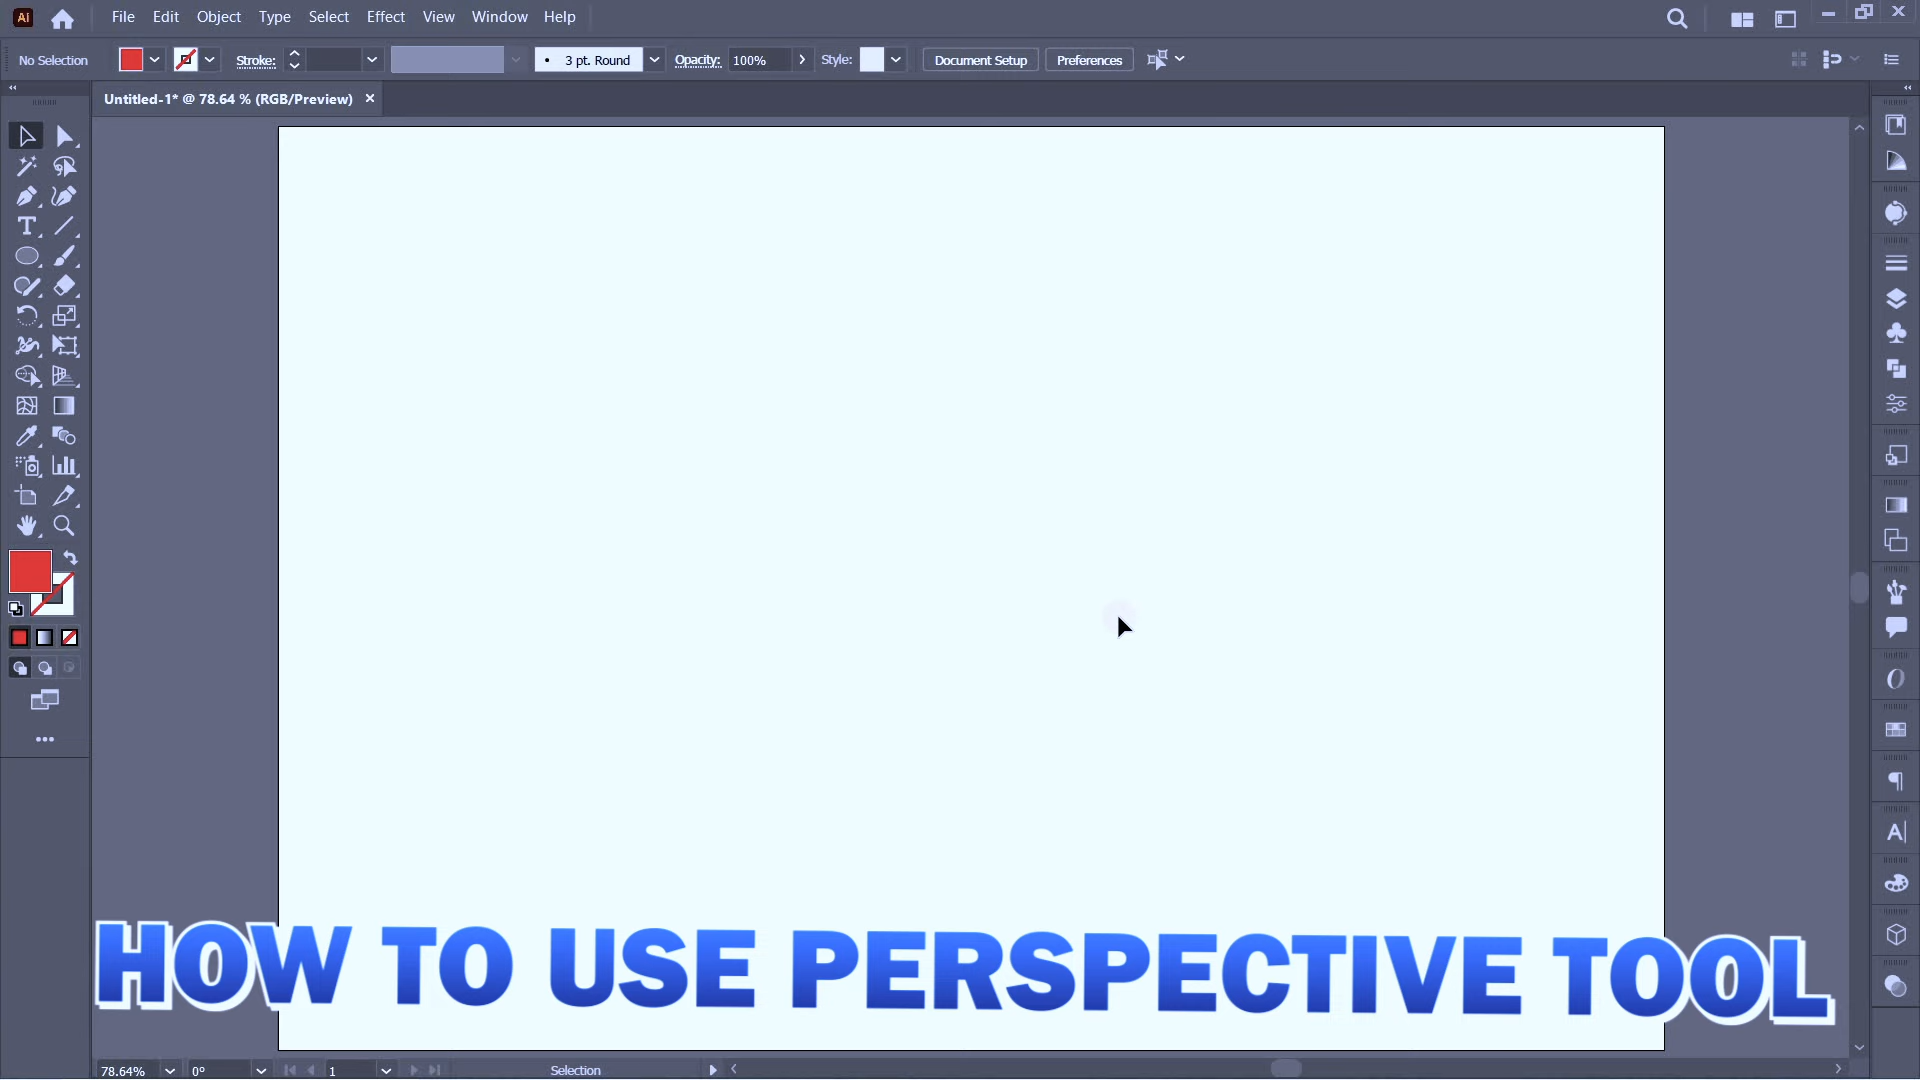 Ai File Edit Object Type Select Effect View Window Help
No Selection Stroke: 3 pt. Round Opacity: 100% Style: Document Setup Preferences
Untitled-1* @ 78.64 % (RGB/Preview)
HOW TO USE PERSPECTIVE TOOL
78.64% 0° 1 Selection